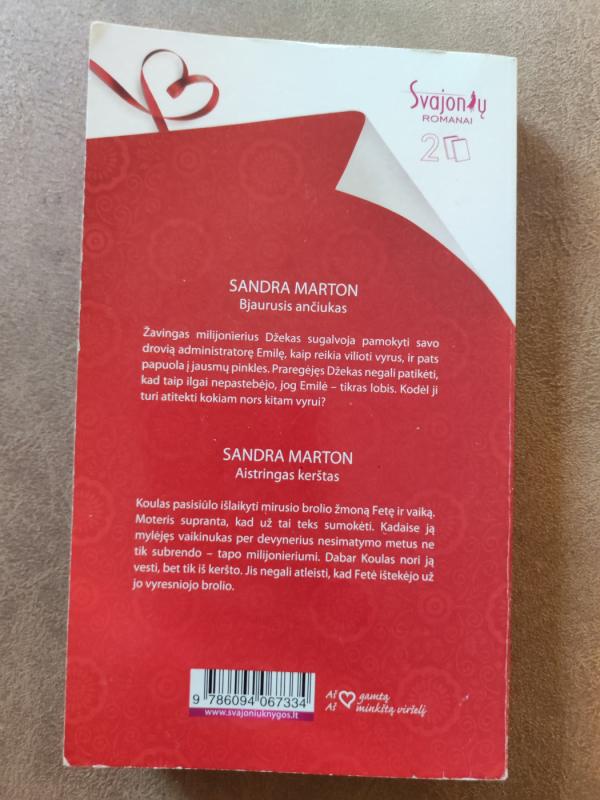 Svajonių
ROMANAI
2
SANDRA MARTON
Bjaurusis ančiukas
Žavingas milijonierius Džekas sugalvoja pamokyti savo
drovią administratorę Emilę, kaip reikia vilioti vyrus, ir pats
papuola į jausmų pinkles. Praregėjęs Džekas negali patikėti,
kad taip ilgai nepastebėjo, jog Emilė – tikras lobis. Kodėl ji
turi atitekti kokiam nors kitam vyrui?
SANDRA MARTON
Aistringas kerštas
Koulas pasisiūlo išlaikyti mirusio brolio žmoną Fetę ir vaiką.
Moteris supranta, kad už tai teks sumokėti. Kadaise ją
mylėjęs vaikinukas per devynerius nesimatymo metus ne
tik subrendo – tapo milijonieriumi. Dabar Koulas nori ją
vesti, bet tik iš keršto. Jis negali atleisti, kad Fetė ištekėjo už
jo vyresniojo brolio.
9 786094 067334
www.svajoniuknygos.lt
Aš gamtą
Aš minkštą viršelį